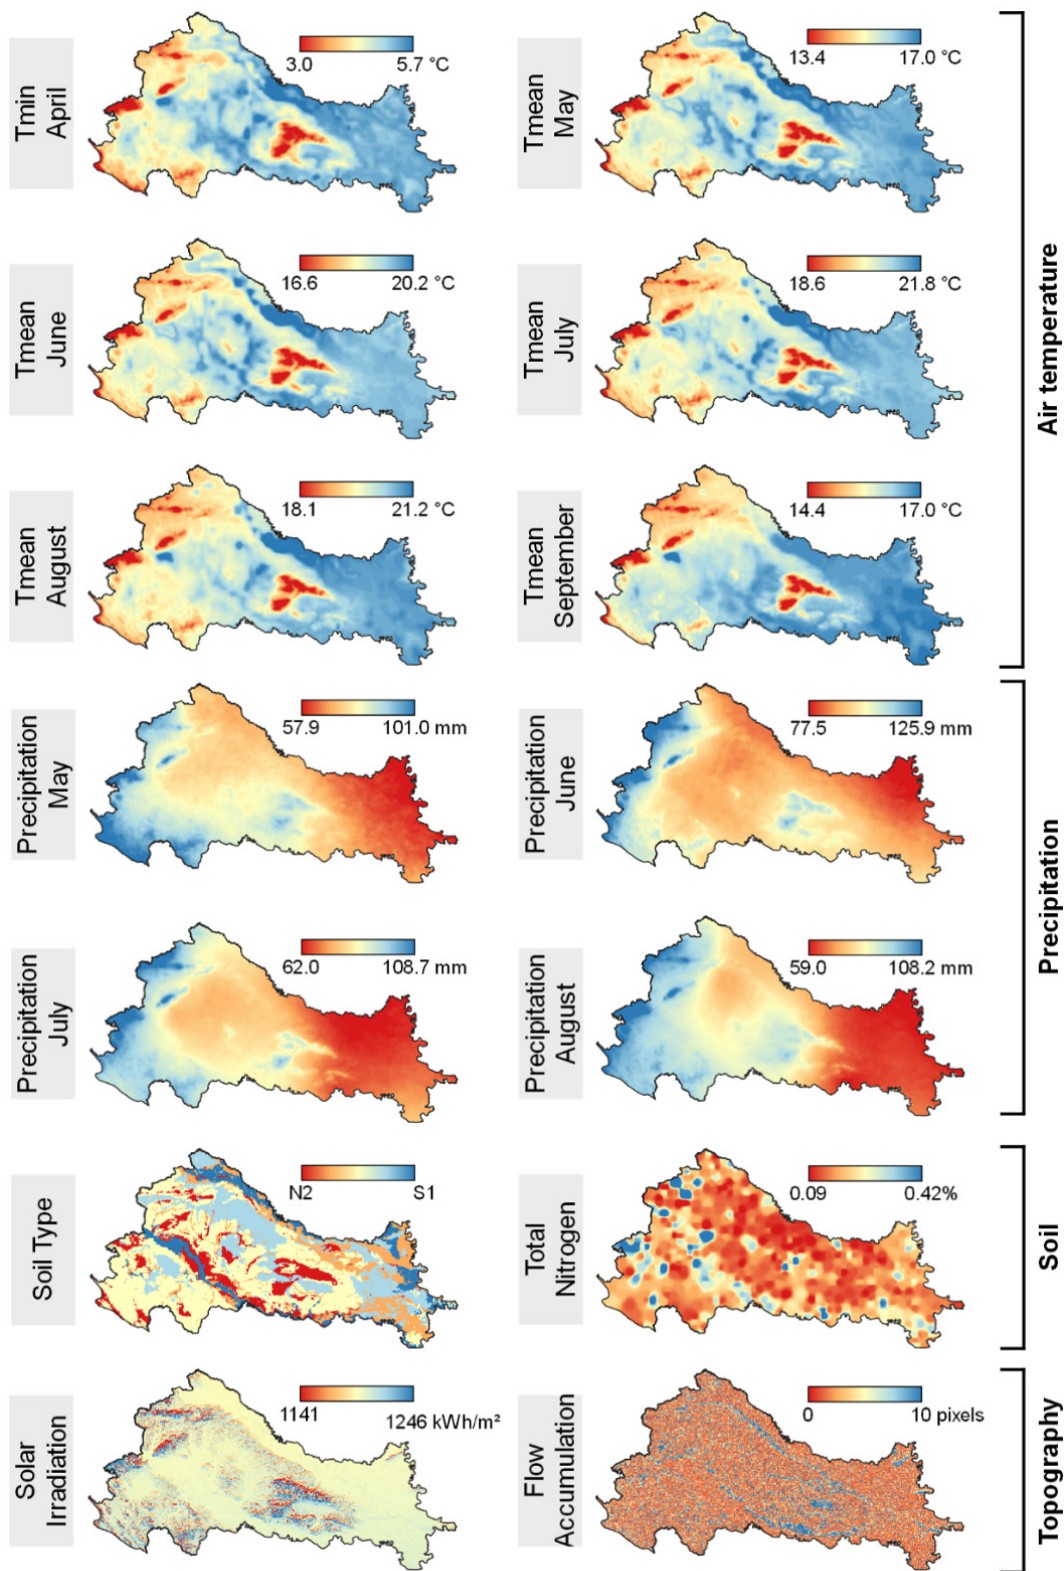 Tmin
April
3.0
5.7 °C
Tmean
May
13.4
17.0 °C
Tmean
June
16.6
20.2 °C
Tmean
July
18.6
21.8 °C
Tmean
August
18.1
21.2 °C
Tmean
September
14.4
17.0 °C
Air temperature
Precipitation
May
57.9
101.0 mm
Precipitation
June
77.5
125.9 mm
Precipitation
July
62.0
108.7 mm
Precipitation
August
59.0
108.2 mm
Precipitation
Soil Type
N2
S1
Total
Nitrogen
0.09
0.42%
Soil
Solar
Irradiation
1141
1246 kWh/m²
Flow
Accumulation
0
10 pixels
Topography